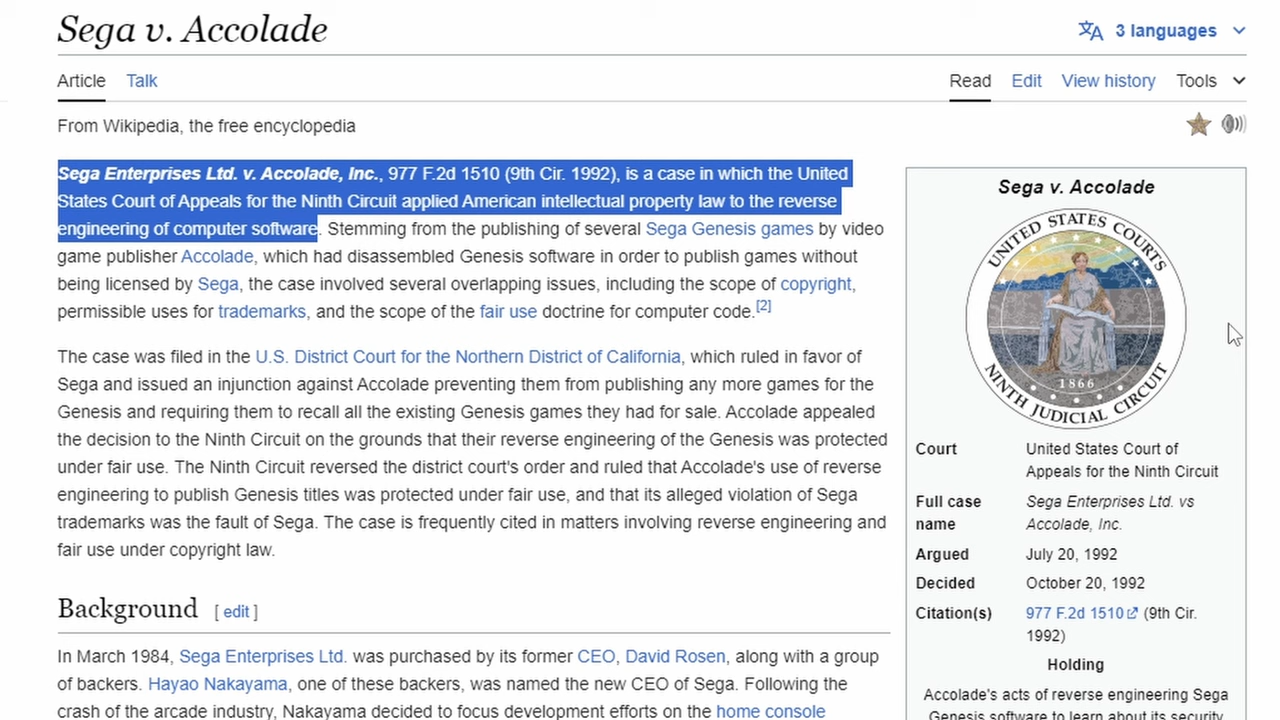 Sega v. Accolade
3 languages
Article Talk
Read Edit View history Tools
From Wikipedia, the free encyclopedia
Sega Enterprises Ltd. v. Accolade, Inc., 977 F.2d 1510 (9th Cir. 1992), is a case in which the United
States Court of Appeals for the Ninth Circuit applied American intellectual property law to the reverse
engineering of computer software. Stemming from the publishing of several Sega Genesis games by video
game publisher Accolade, which had disassembled Genesis software in order to publish games without
being licensed by Sega, the case involved several overlapping issues, including the scope of copyright,
permissible uses for trademarks, and the scope of the fair use doctrine for computer code.[2]
The case was filed in the U.S. District Court for the Northern District of California, which ruled in favor of
Sega and issued an injunction against Accolade preventing them from publishing any more games for the
Genesis and requiring them to recall all the existing Genesis games they had for sale. Accolade appealed
the decision to the Ninth Circuit on the grounds that their reverse engineering of the Genesis was protected
under fair use. The Ninth Circuit reversed the district court's order and ruled that Accolade's use of reverse
engineering to publish Genesis titles was protected under fair use, and that its alleged violation of Sega
trademarks was the fault of Sega. The case is frequently cited in matters involving reverse engineering and
fair use under copyright law.
Background [ edit ]
In March 1984, Sega Enterprises Ltd. was purchased by its former CEO, David Rosen, along with a group
of backers. Hayao Nakayama, one of these backers, was named the new CEO of Sega. Following the
crash of the arcade industry, Nakayama decided to focus development efforts on the home console
Sega v. Accolade
UNITED STATES COURTS
1866
NINTH JUDICIAL CIRCUIT
Court United States Court of
Appeals for the Ninth Circuit
Full case Sega Enterprises Ltd. vs
name Accolade, Inc.
Argued July 20, 1992
Decided October 20, 1992
Citation(s) 977 F.2d 1510 (9th Cir.
1992)
Holding
Accolade's acts of reverse engineering Sega
Genesis software to learn about its security